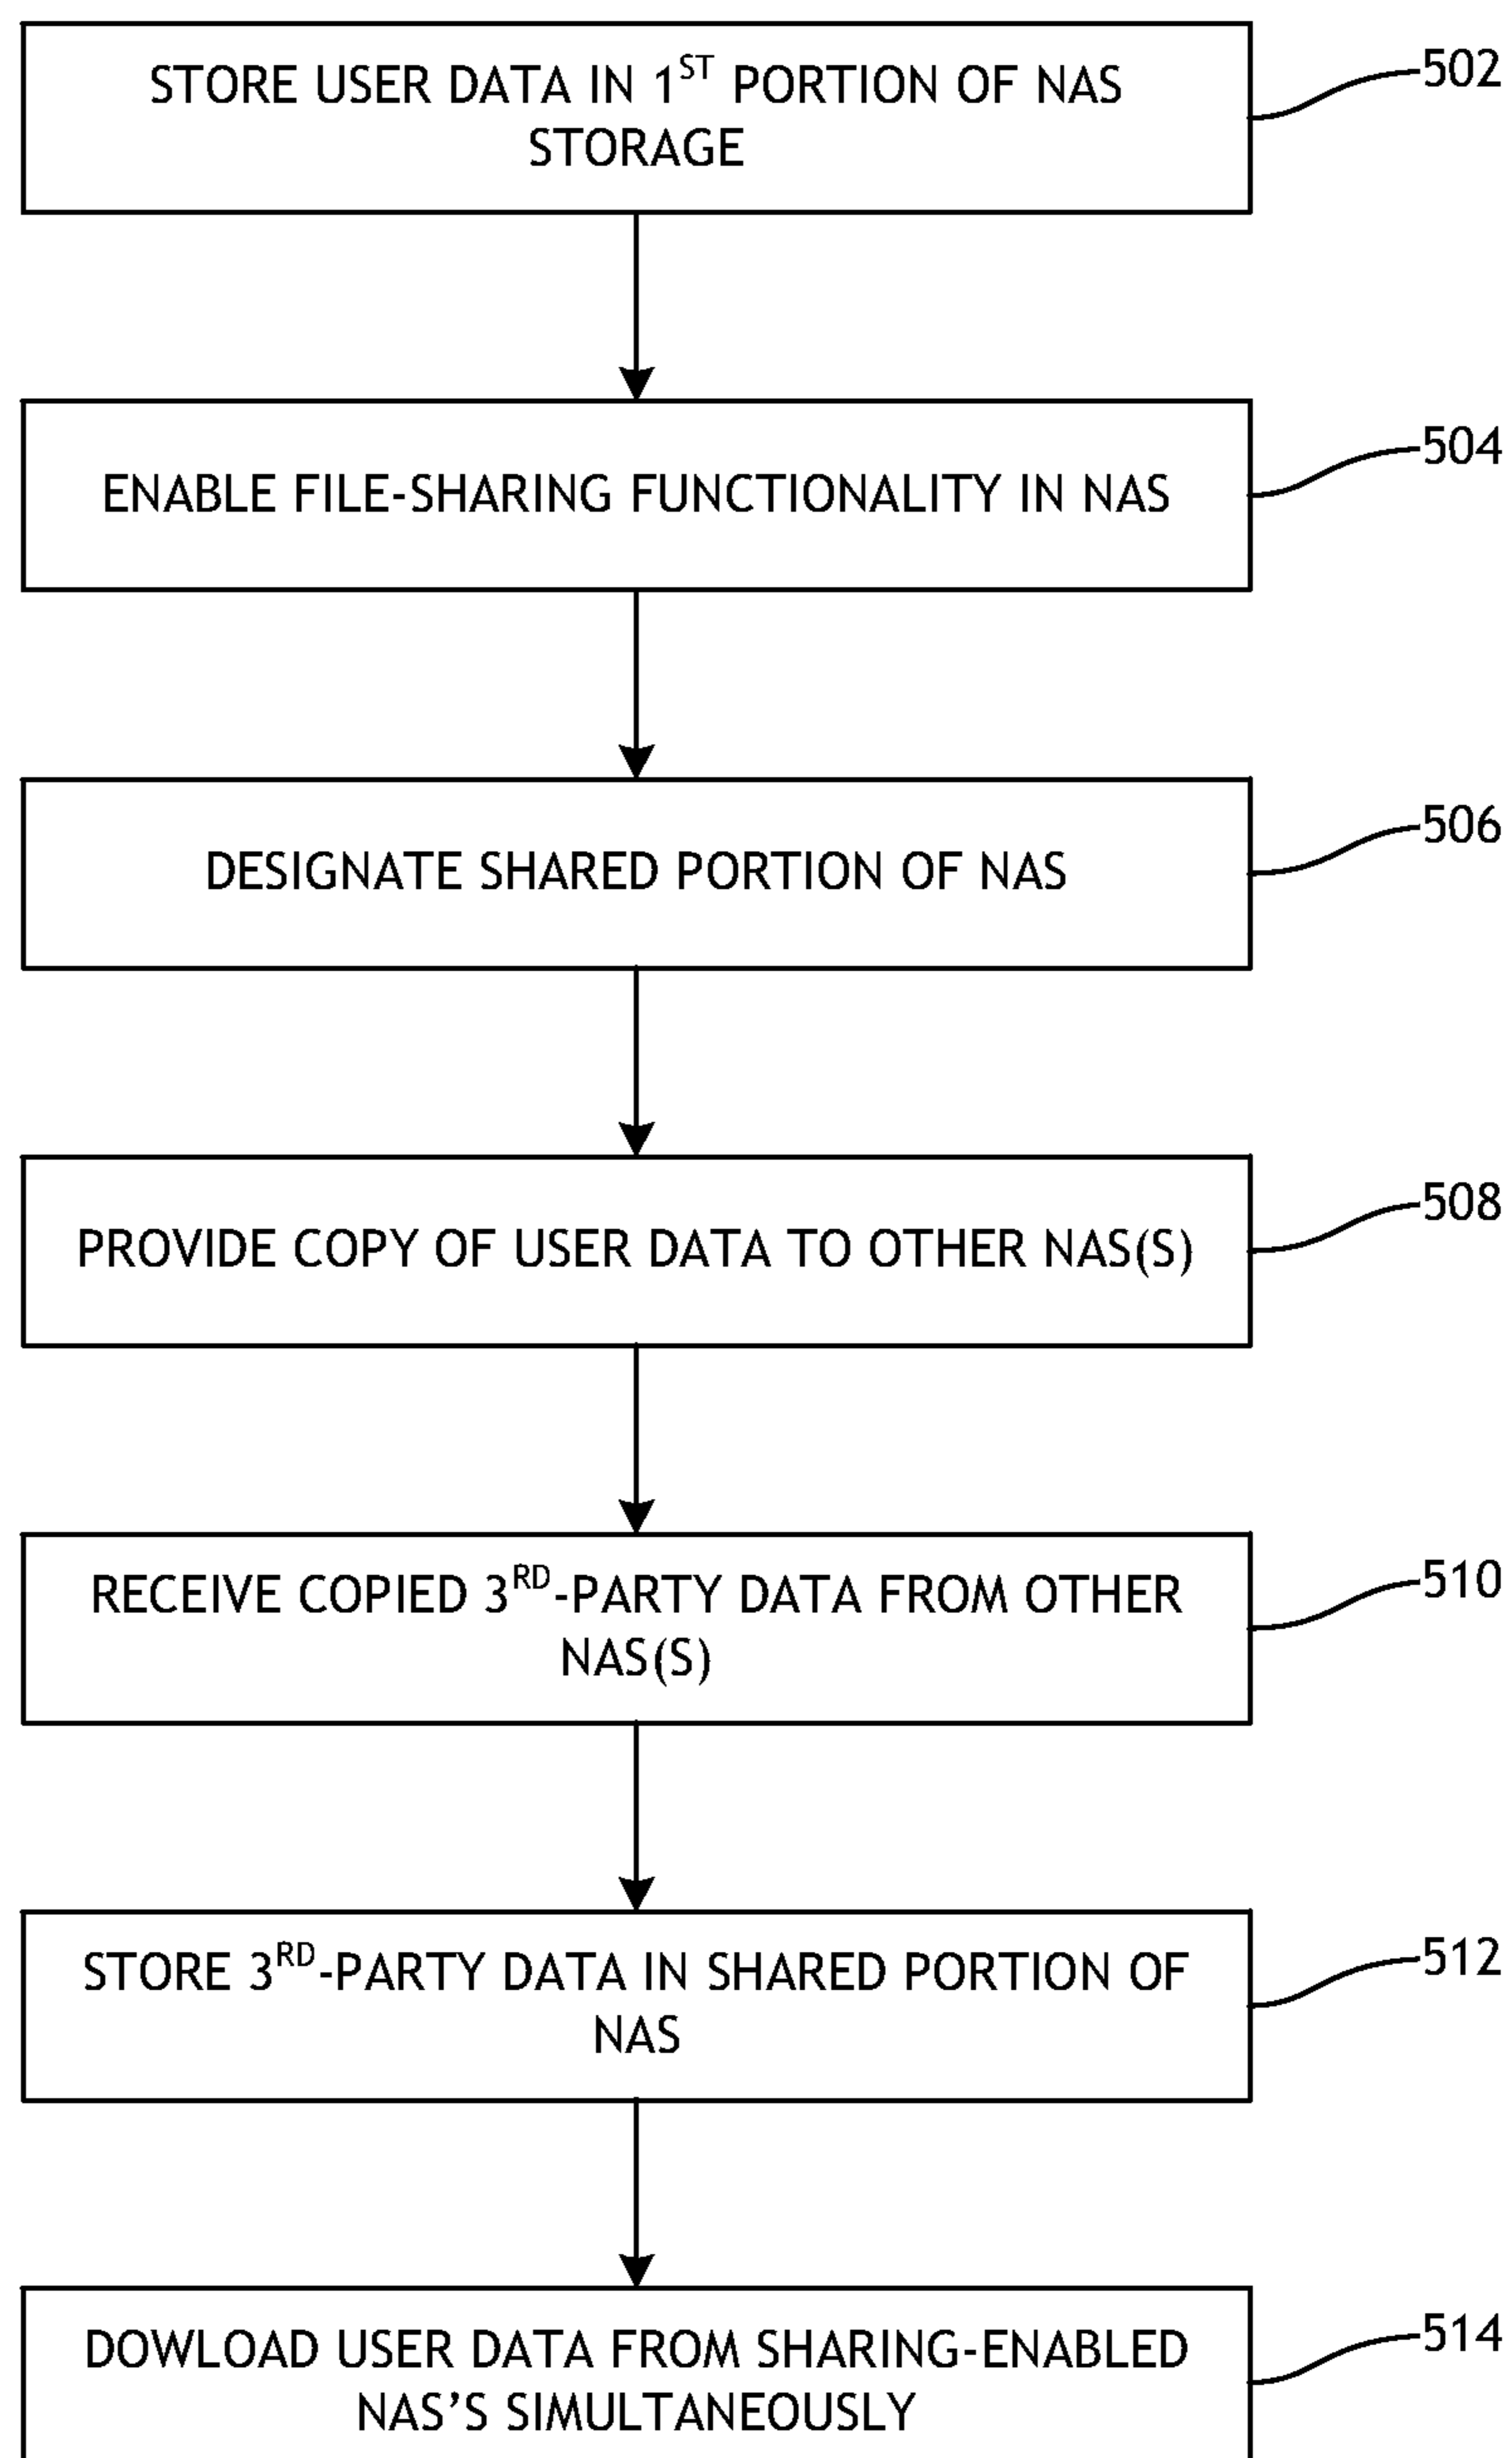 STORE USER DATA IN 1ST PORTION OF NAS
STORAGE
502
ENABLE FILE-SHARING FUNCTIONALITY IN NAS
504
DESIGNATE SHARED PORTION OF NAS
506
PROVIDE COPY OF USER DATA TO OTHER NAS(S)
508
RECEIVE COPIED 3RD-PARTY DATA FROM OTHER
NAS(S)
510
STORE 3RD-PARTY DATA IN SHARED PORTION OF
NAS
512
DOWLOAD USER DATA FROM SHARING-ENABLED
NAS’S SIMULTANEOUSLY
514